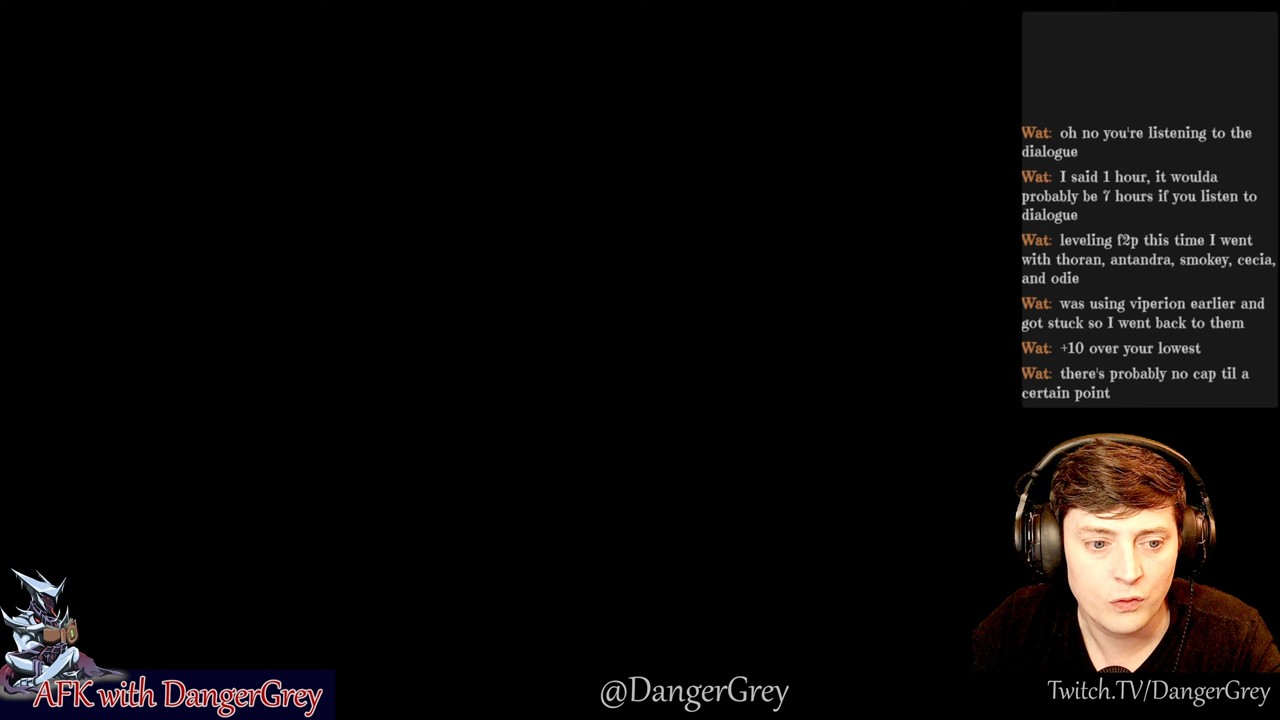 Wat: oh no you're listening to the
dialogue
Wat: I said 1 hour, it woulda
probably be 7 hours if you listen to
dialogue
Wat: leveling f2p this time I went
with thoran, antandra, smokey, cecia,
and odie
Wat: was using viperion earlier and
got stuck so I went back to them
Wat: +10 over your lowest
Wat: there's probably no cap til a
certain point
AFK with DangerGrey
@DangerGrey
Twitch.TV/DangerGrey